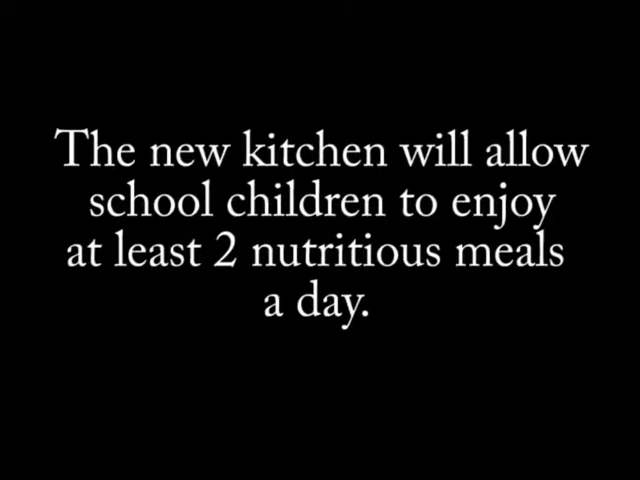 The new kitchen will allow
school children to enjoy
at least 2 nutritious meals
a day.